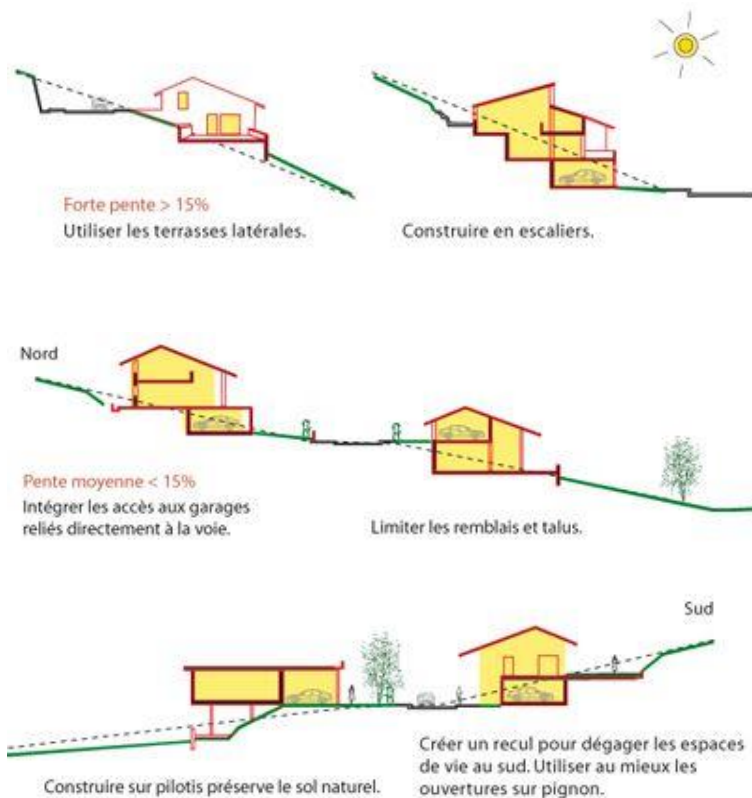 Forte pente > 15%
Utiliser les terrasses latérales.
Construire en escaliers.
Nord
Pente moyenne < 15%
Intégrer les accès aux garages
reliés directement à la voie.
Limiter les remblais et talus.
Sud
Construire sur pilotis préserve le sol naturel.
Créer un recul pour dégager les espaces
de vie au sud. Utiliser au mieux les
ouvertures sur pignon.